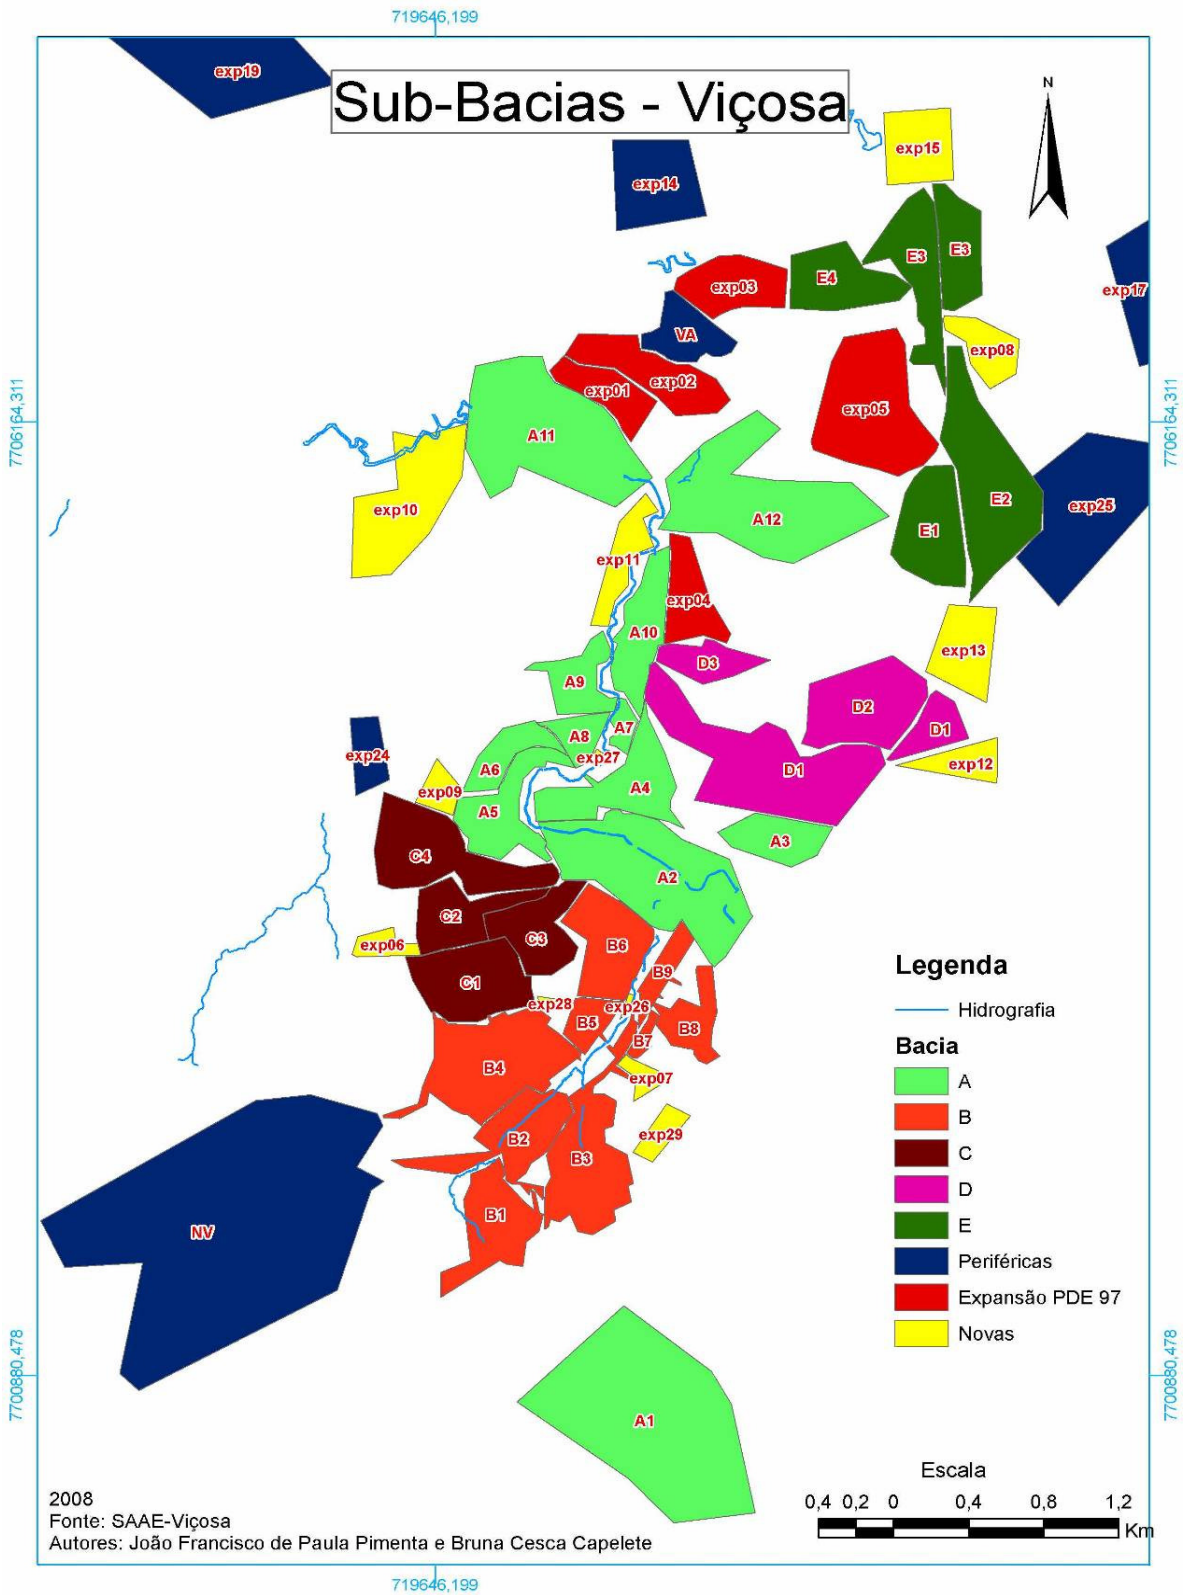 719646,199
exp19
Sub-Bacias - Viçosa
N
exp15
exp14
E3
E3
E4
exp03
exp17
VA
exp08
exp02
exp01
exp05
7706164,311
7706164,311
A11
exp10
A12
E2
exp25
E1
exp11
exp04
A10
exp13
D3
A9
D2
A7
D1
A8
exp24
exp27
exp12
A6
D1
exp09
A4
A5
A3
C4
A2
C2
C3
exp06
B6
Legenda
C1
B9
exp28
exp26
Hidrografia
B5
B8
B7
Bacia
B4
exp07
A
B
exp29
B2
C
B3
D
B1
E
NV
Periféricas
Expansão PDE 97
Novas
7700880,478
7700880,478
A1
Escala
0,4 0,2 0 0,4 0,8 1,2
Km
2008
Fonte: SAAE-Viçosa
Autores: João Francisco de Paula Pimenta e Bruna Cesca Capelete
719646,199